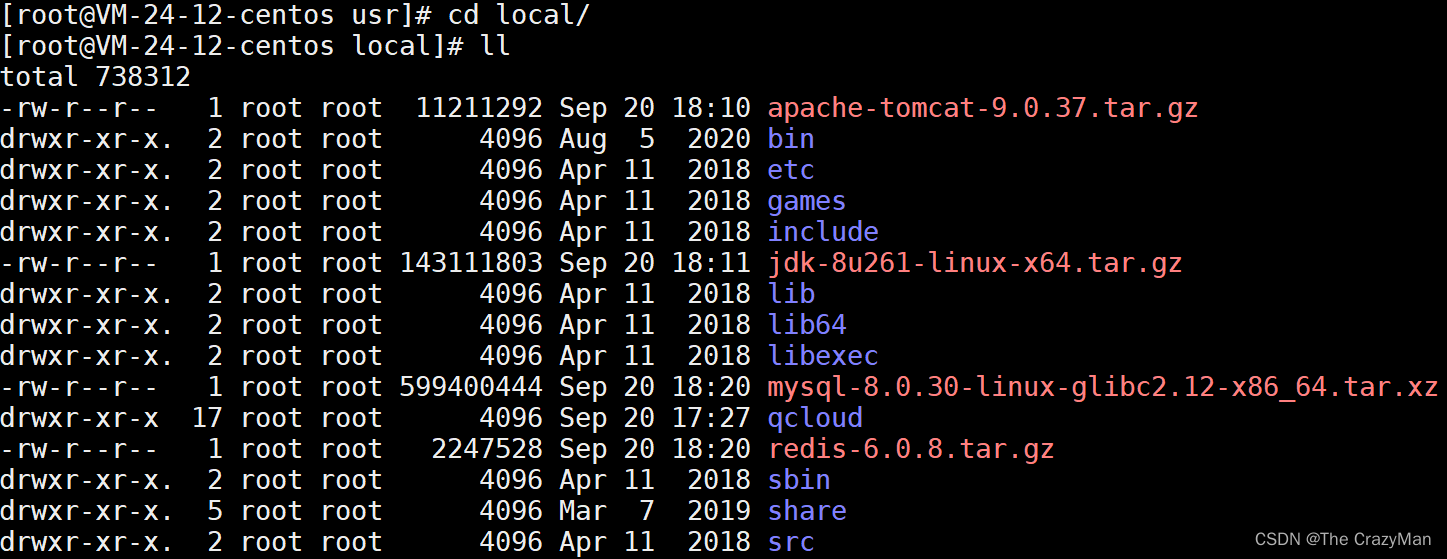 [root@VM-24-12-centos usr]# cd local/
[root@VM-24-12-centos local]# ll
total 738312
-rw-r--r--   1 root root  11211292 Sep 20 18:10 apache-tomcat-9.0.37.tar.gz
drwxr-xr-x.  2 root root      4096 Aug  5  2020 bin
drwxr-xr-x.  2 root root      4096 Apr 11  2018 etc
drwxr-xr-x.  2 root root      4096 Apr 11  2018 games
drwxr-xr-x.  2 root root      4096 Apr 11  2018 include
-rw-r--r--   1 root root 143111803 Sep 20 18:11 jdk-8u261-linux-x64.tar.gz
drwxr-xr-x.  2 root root      4096 Apr 11  2018 lib
drwxr-xr-x.  2 root root      4096 Apr 11  2018 lib64
drwxr-xr-x.  2 root root      4096 Apr 11  2018 libexec
-rw-r--r--   1 root root 599400444 Sep 20 18:20 mysql-8.0.30-linux-glibc2.12-x86_64.tar.xz
drwxr-xr-x  17 root root      4096 Sep 20 17:27 qcloud
-rw-r--r--   1 root root   2247528 Sep 20 18:20 redis-6.0.8.tar.gz
drwxr-xr-x.  2 root root      4096 Apr 11  2018 sbin
drwxr-xr-x.  5 root root      4096 Mar  7  2019 share
drwxr-xr-x.  2 root root      4096 Apr 11  2018 src
CSDN @The CrazyMan